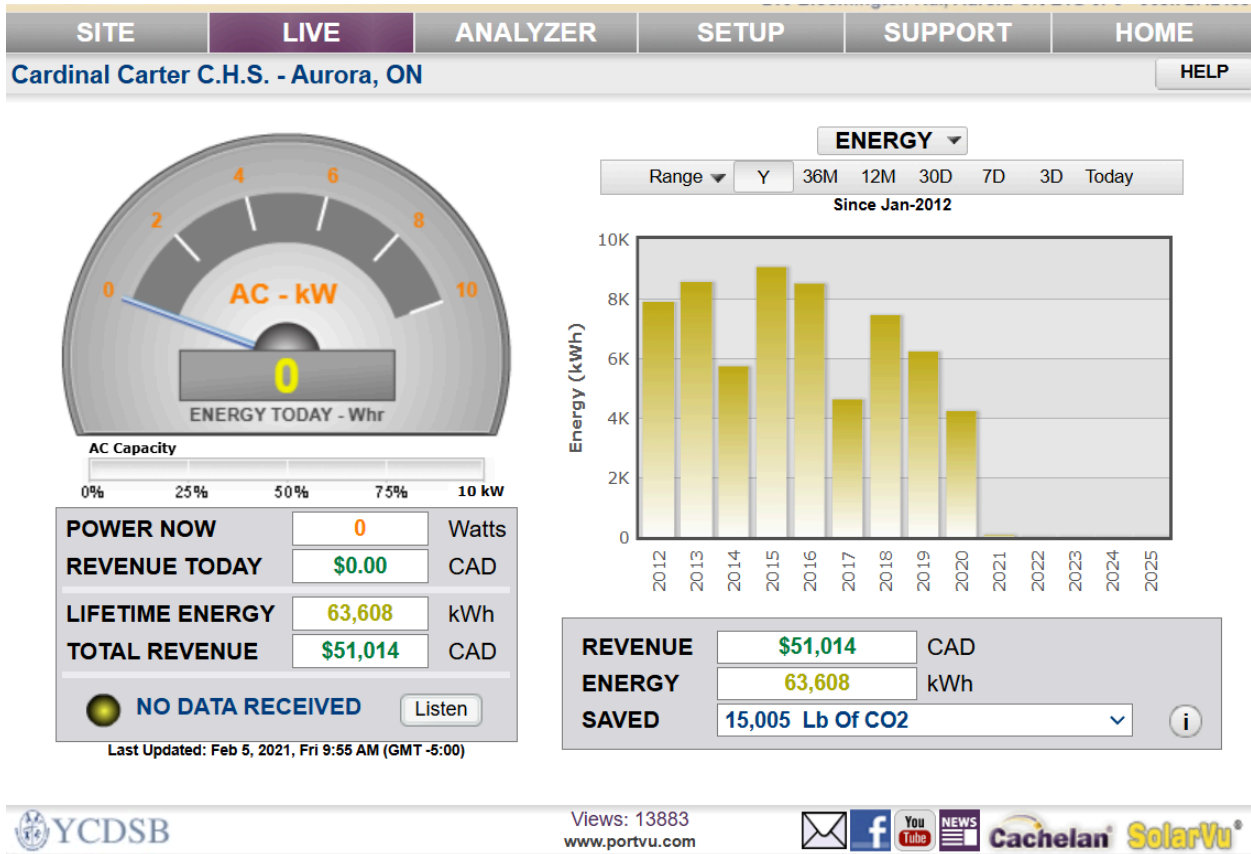 SITE LIVE ANALYZER SETUP SUPPORT HOME
Cardinal Carter C.H.S. - Aurora, ON
HELP
0 2 4 6 8 10
AC - kW
0
ENERGY TODAY - Whr
AC Capacity
0% 25% 50% 75% 10 kW
POWER NOW 0 Watts
REVENUE TODAY $0.00 CAD
LIFETIME ENERGY 63,608 kWh
TOTAL REVENUE $51,014 CAD
NO DATA RECEIVED Listen
Last Updated: Feb 5, 2021, Fri 9:55 AM (GMT -5:00)
ENERGY
Range Y 36M 12M 30D 7D 3D Today
Since Jan-2012
Energy (kWh)
10K
8K
6K
4K
2K
0
2012 2013 2014 2015 2016 2017 2018 2019 2020 2021 2022 2023 2024 2025
REVENUE $51,014 CAD
ENERGY 63,608 kWh
SAVED 15,005 Lb Of CO2
i
YCDSB
Views: 13883
www.portvu.com
f
You
Tube
NEWS
Cachelan
SolarVu®